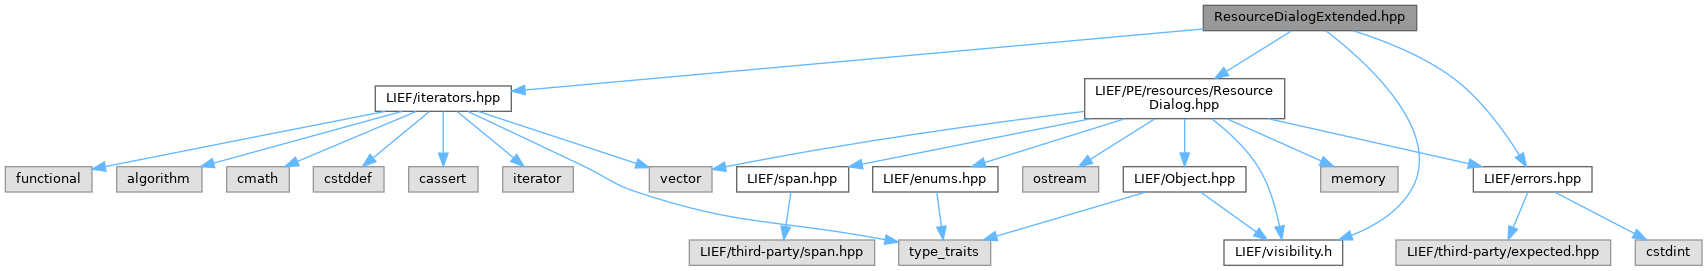 ResourceDialogExtended.hpp
LIEF/iterators.hpp
LIEF/PE/resources/Resource
Dialog.hpp
functional
algorithm
cmath
cstddef
cassert
iterator
vector
LIEF/span.hpp
LIEF/enums.hpp
ostream
LIEF/Object.hpp
memory
LIEF/errors.hpp
LIEF/third-party/span.hpp
type_traits
LIEF/visibility.h
LIEF/third-party/expected.hpp
cstdint